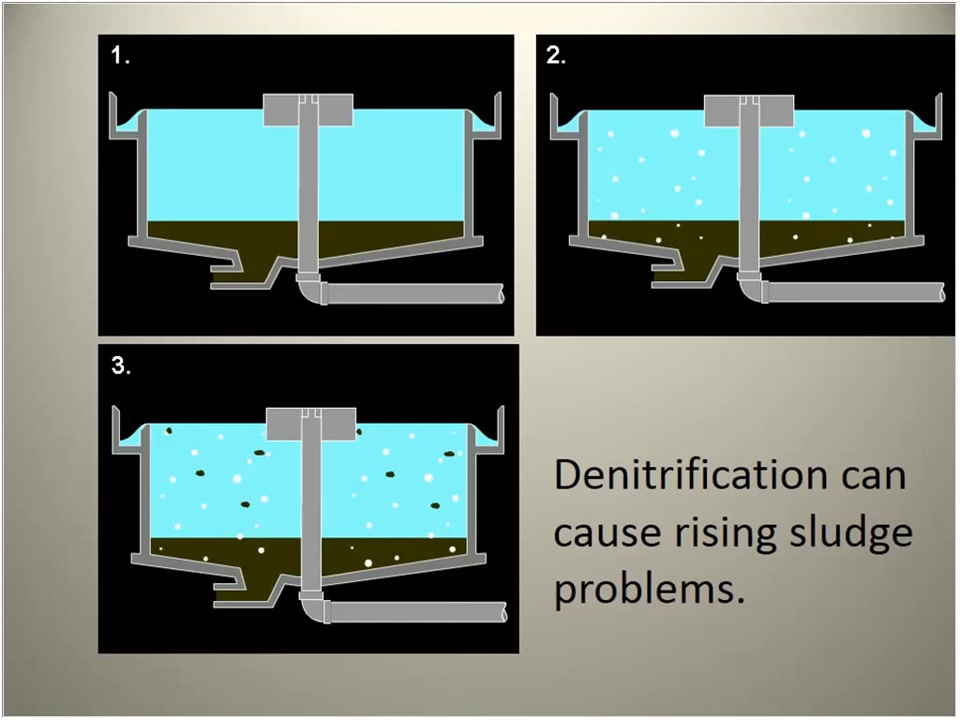 1.
2.
3.
Denitrification can
cause rising sludge
problems.